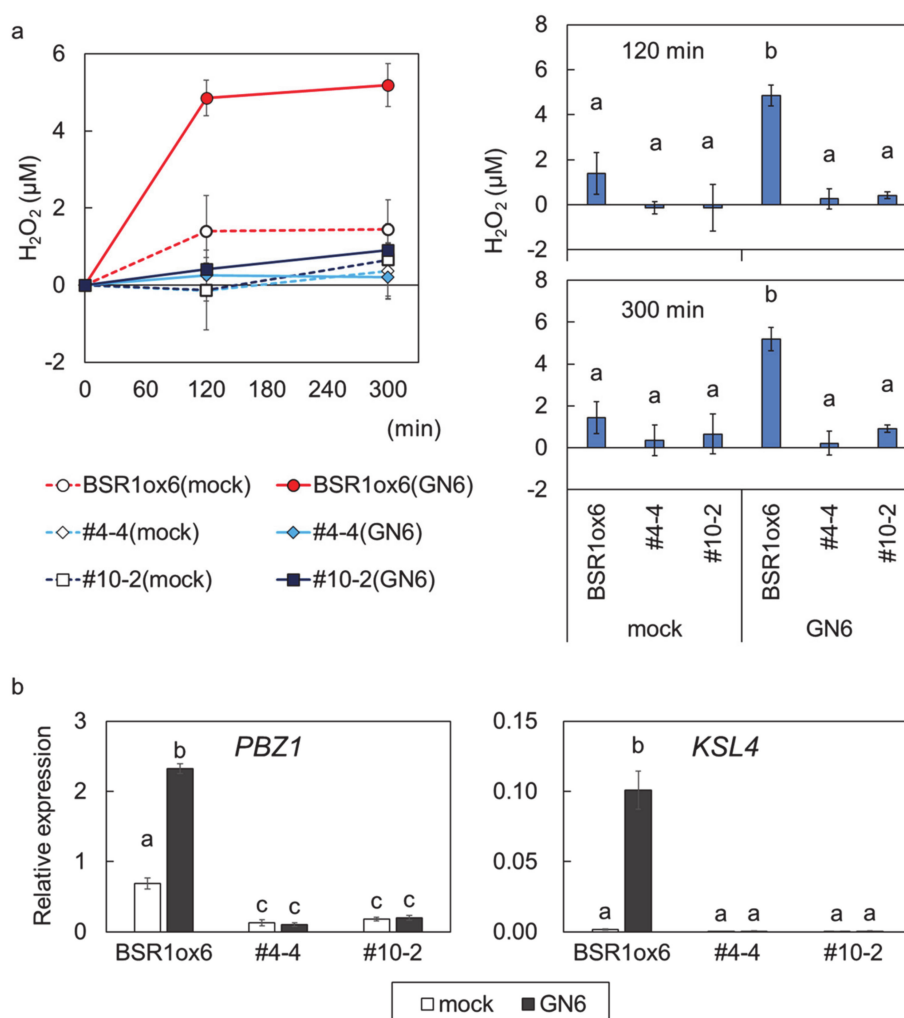 a
6
4
2
0
-2
H₂O₂ (µM)
0 60 120 180 240 300
(min)
BSR1ox6(mock) BSR1ox6(GN6)
#4-4(mock) #4-4(GN6)
#10-2(mock) #10-2(GN6)
H₂O₂ (µM)
8
6
4
2
0
-2
120 min
a a a b a a
8
6
4
2
0
-2
300 min
a a a b a a
BSR1ox6 #4-4 #10-2 BSR1ox6 #4-4 #10-2
mock GN6
b
Relative expression
3
2
1
0
PBZ1
a b c c c c
BSR1ox6 #4-4 #10-2
0.15
0.10
0.05
0.00
KSL4
a b a a a a
BSR1ox6 #4-4 #10-2
mock GN6